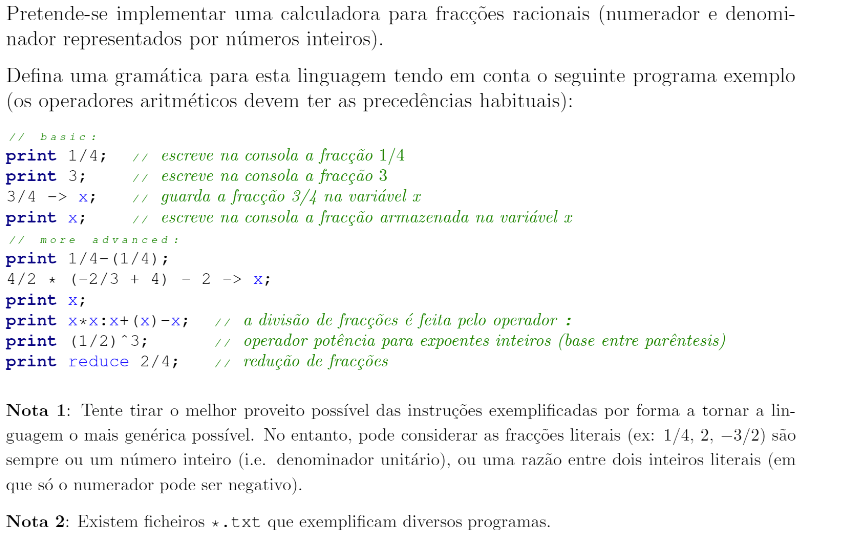 Pretende-se implementar uma calculadora para fracções racionais (numerador e denomi-
nador representados por números inteiros).
Defina uma gramática para esta linguagem tendo em conta o seguinte programa exemplo
(os operadores aritméticos devem ter as precedências habituais):
// basic:
print 1/4; // escreve na consola a fracção 1/4
print 3; // escreve na consola a fracção 3
3/4 -> x; // guarda a fracção 3/4 na variável x
print x; // escreve na consola a fracção armazenada na variável x
// more advanced:
print 1/4-(1/4);
4/2 * (-2/3 + 4) - 2 -> x;
print x;
print x*x:x+(x)-x; // a divisão de fracções é feita pelo operador :
print (1/2)^3; // operador potência para expoentes inteiros (base entre parêntesis)
print reduce 2/4; // redução de fracções
Nota 1: Tente tirar o melhor proveito possível das instruções exemplificadas por forma a tornar a lin-
guagem o mais genérica possível. No entanto, pode considerar as fracções literais (ex: 1/4, 2, −3/2) são
sempre ou um número inteiro (i.e. denominador unitário), ou uma razão entre dois inteiros literais (em
que só o numerador pode ser negativo).
Nota 2: Existem ficheiros *.txt que exemplificam diversos programas.